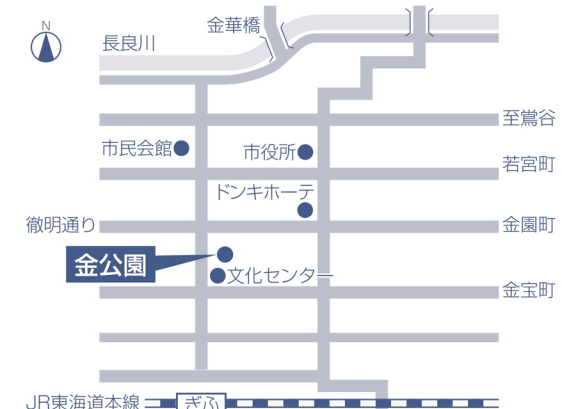 N
金華橋
長良川
至鶯谷
市民会館
市役所
若宮町
ドンキホーテ
徹明通り
金園町
金公園
文化センター
金宝町
JR東海道本線
ぎふ